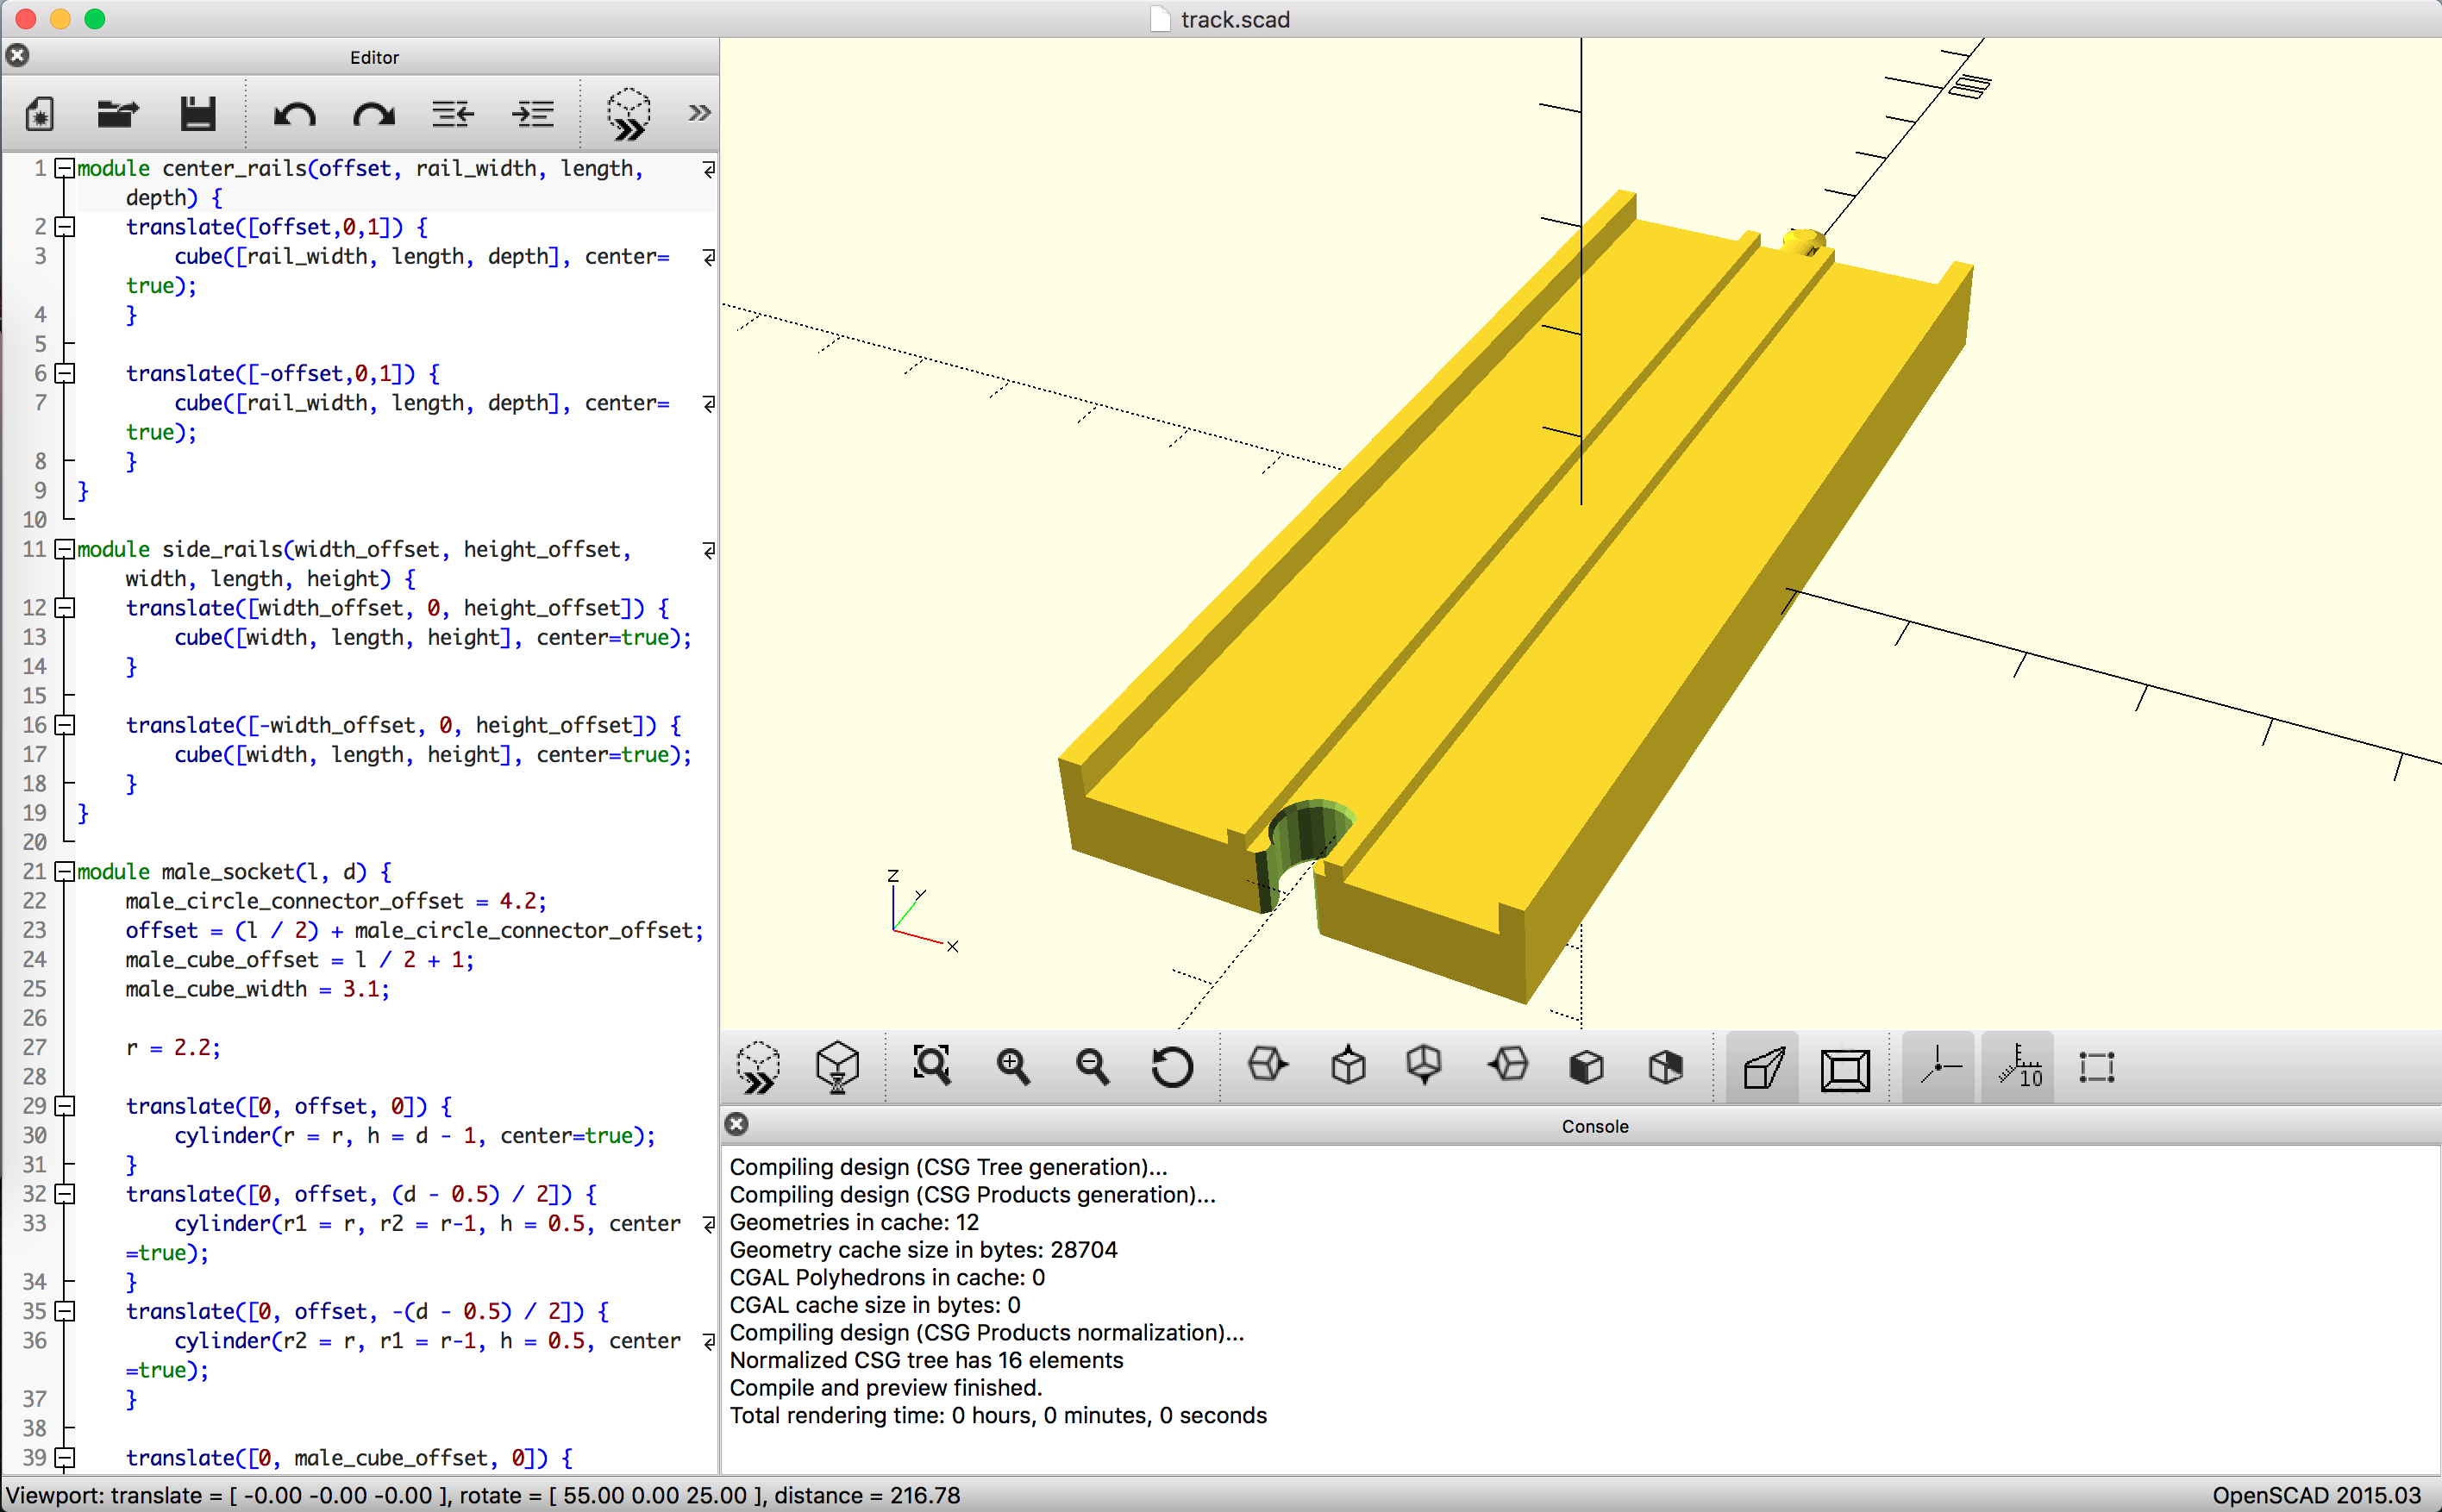 track.scad
Editor
1 module center_rails(offset, rail_width, length,
depth) {
2 translate([offset,0,1]) {
3 cube([rail_width, length, depth], center=
true);
4 }
5
6 translate([-offset,0,1]) {
7 cube([rail_width, length, depth], center=
true);
8 }
9 }
10
11 module side_rails(width_offset, height_offset,
width, length, height) {
12 translate([width_offset, 0, height_offset]) {
13 cube([width, length, height], center=true);
14 }
15
16 translate([-width_offset, 0, height_offset]) {
17 cube([width, length, height], center=true);
18 }
19 }
20
21 module male_socket(l, d) {
22 male_circle_connector_offset = 4.2;
23 offset = (l / 2) + male_circle_connector_offset;
24 male_cube_offset = l / 2 + 1;
25 male_cube_width = 3.1;
26
27 r = 2.2;
28
29 translate([0, offset, 0]) {
30 cylinder(r = r, h = d - 1, center=true);
31 }
32 translate([0, offset, (d - 0.5) / 2]) {
33 cylinder(r1 = r, r2 = r-1, h = 0.5, center
=true);
34 }
35 translate([0, offset, -(d - 0.5) / 2]) {
36 cylinder(r2 = r, r1 = r-1, h = 0.5, center
=true);
37 }
38
39 translate([0, male_cube_offset, 0]) {
Z
Y
X
10
Console
Compiling design (CSG Tree generation)...
Compiling design (CSG Products generation)...
Geometries in cache: 12
Geometry cache size in bytes: 28704
CGAL Polyhedrons in cache: 0
CGAL cache size in bytes: 0
Compiling design (CSG Products normalization)...
Normalized CSG tree has 16 elements
Compile and preview finished.
Total rendering time: 0 hours, 0 minutes, 0 seconds
Viewport: translate = [ -0.00 -0.00 -0.00 ], rotate = [ 55.00 0.00 25.00 ], distance = 216.78
OpenSCAD 2015.03